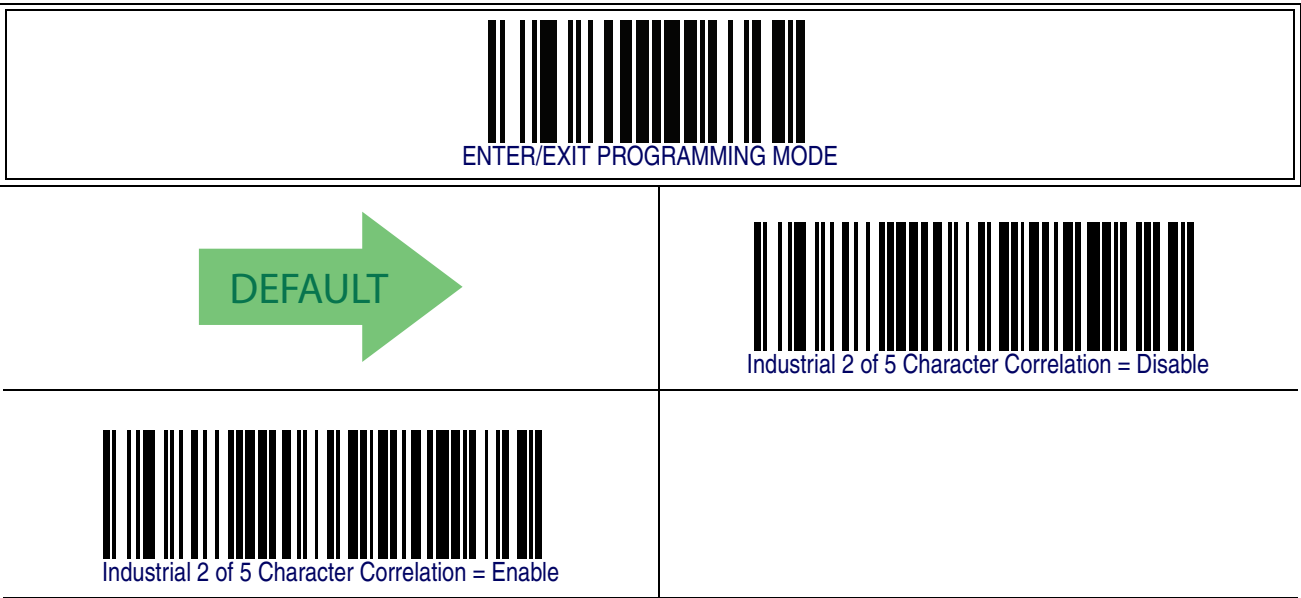 ENTER/EXIT PROGRAMMING MODE
DEFAULT
Industrial 2 of 5 Character Correlation = Disable
Industrial 2 of 5 Character Correlation = Enable